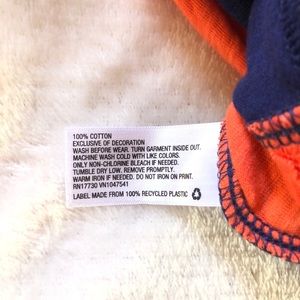 100% COTTON
EXCLUSIVE OF DECORATION
WASH BEFORE WEAR. TURN GARMENT INSIDE OUT.
MACHINE WASH COLD WITH LIKE COLORS.
ONLY NON-CHLORINE BLEACH IF NEEDED.
TUMBLE DRY LOW. REMOVE PROMPTLY.
WARM IRON IF NEEDED. DO NOT IRON ON PRINT.
RN17730 VN1047541
LABEL MADE FROM 100% RECYCLED PLASTIC